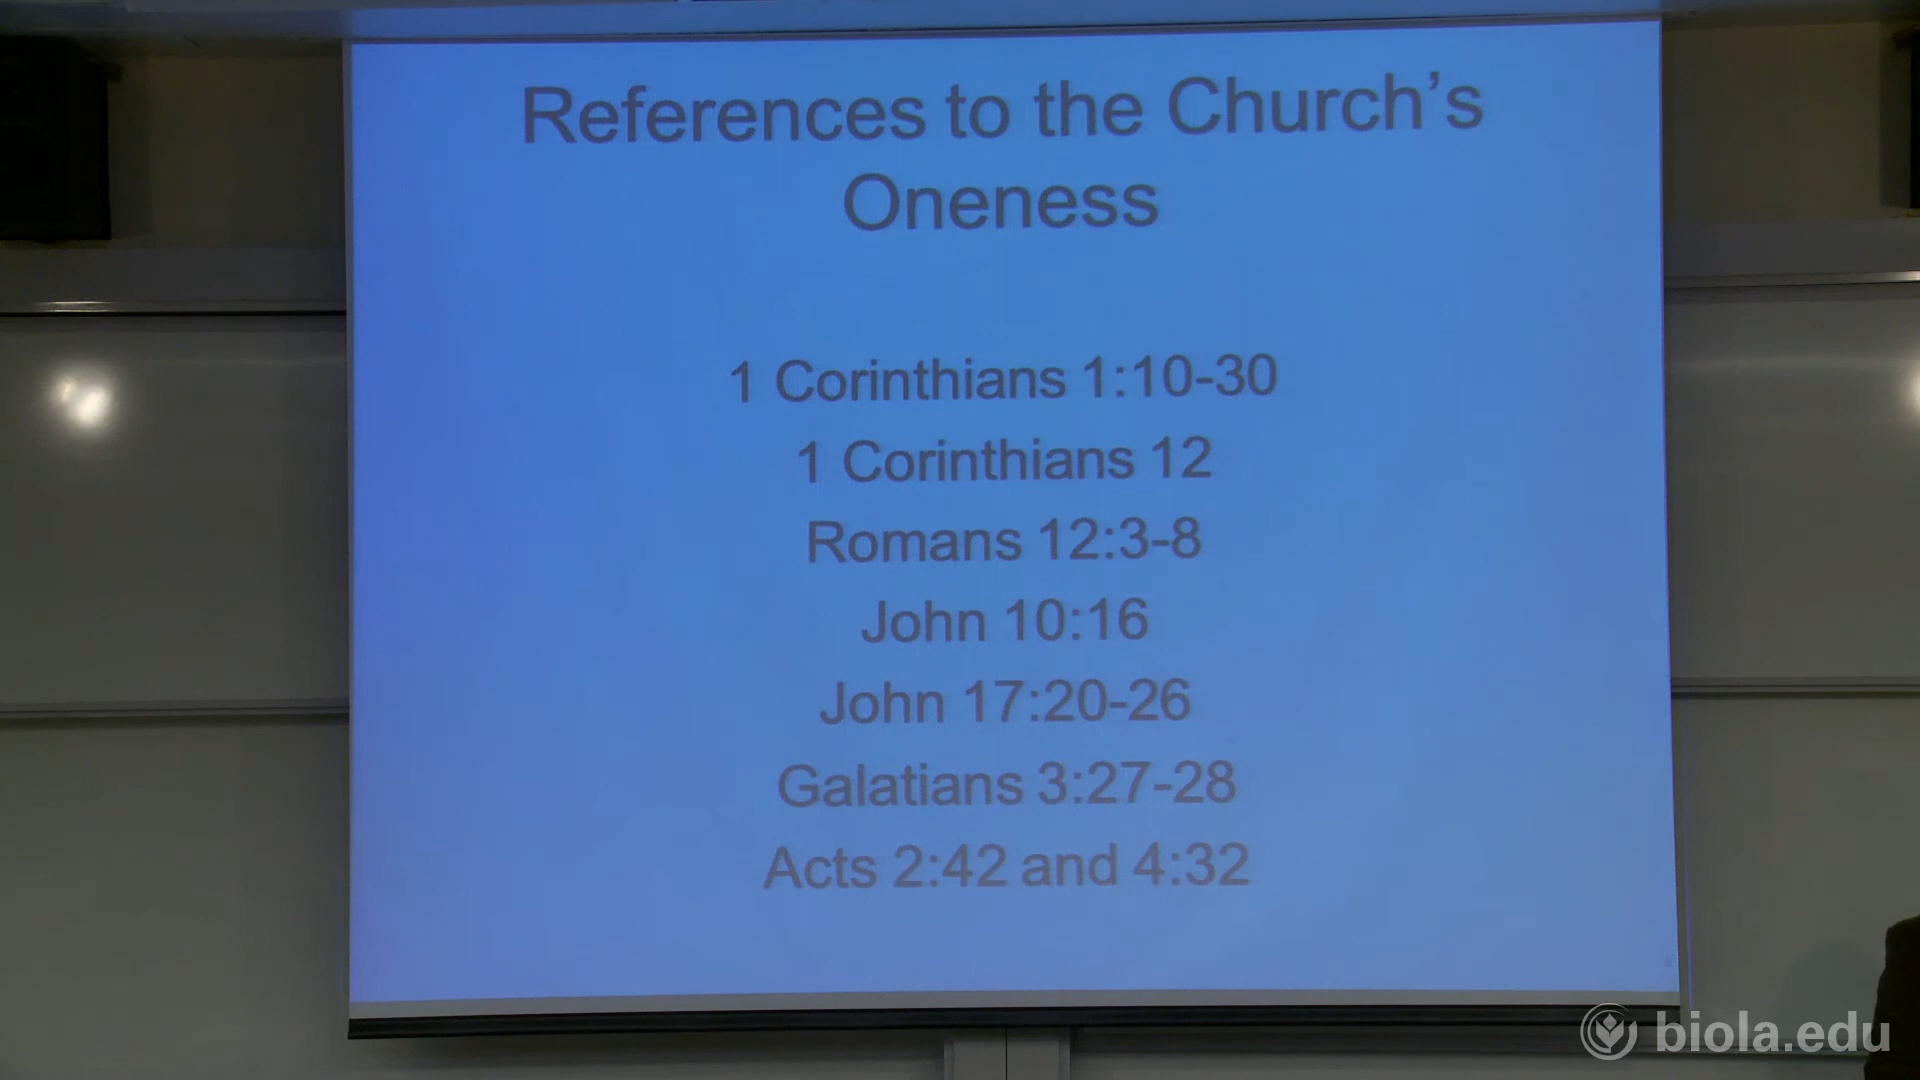 References to the Church's
Oneness
1 Corinthians 1:10-30
1 Corinthians 12
Romans 12:3-8
John 10:16
John 17:20-26
Galatians 3:27-28
Acts 2:42 and 4:32
biola.edu